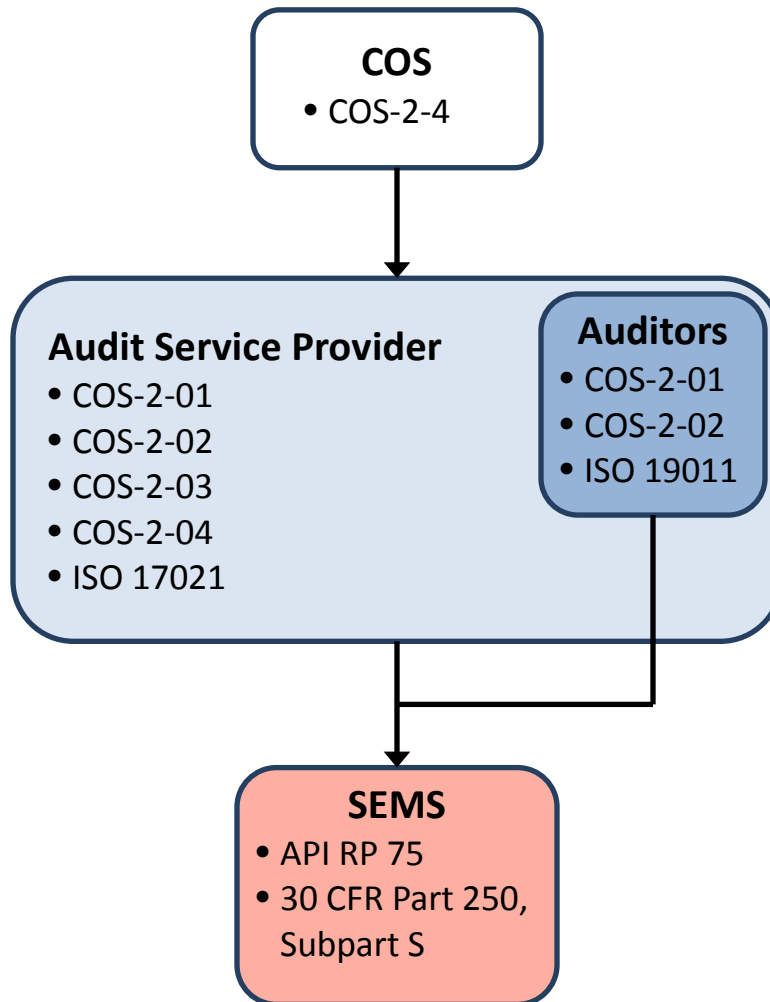 COS
• COS-2-4
Audit Service Provider
• COS-2-01
• COS-2-02
• COS-2-03
• COS-2-04
• ISO 17021
Auditors
• COS-2-01
• COS-2-02
• ISO 19011
SEMS
• API RP 75
• 30 CFR Part 250,
Subpart S